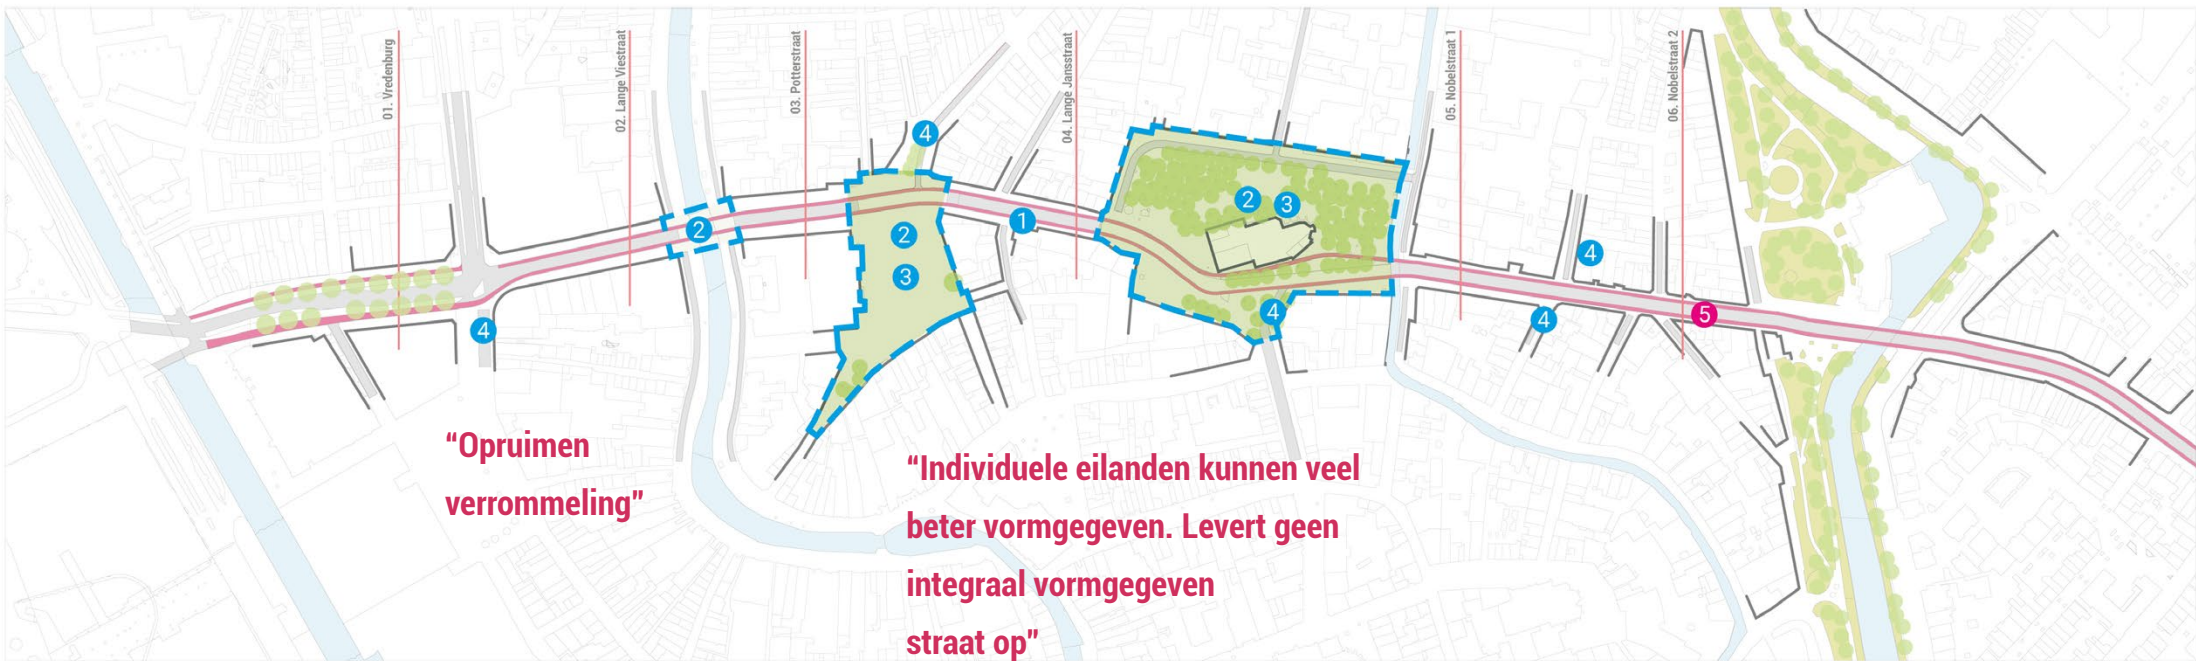 01. Vredenburg
02. Lange Viestraat
03. Potterstraat
04. Lange Jansstraat
05. Nobelstraat 1
06. Nobelstraat 2
4
2
2
3
4
1
2
3
4
4
4
5
“Opruimen
verrommeling”
“Individuele eilanden kunnen veel
beter vormgegeven. Levert geen
integraal vormgegeven
straat op”